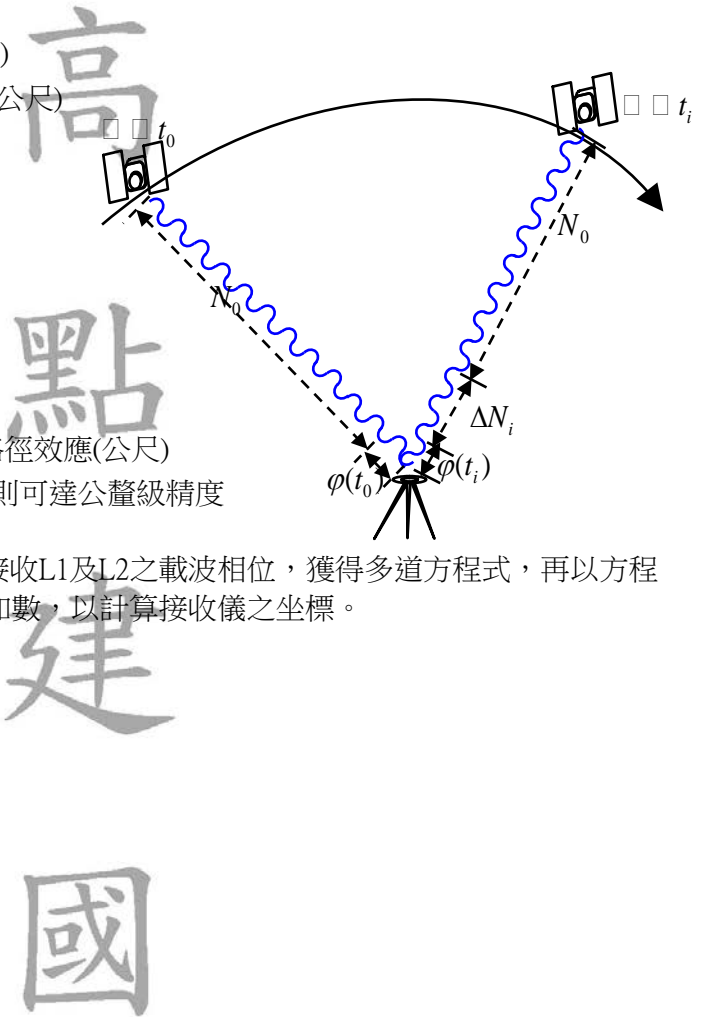 )
公尺)
□ □ t₀
□ □ tᵢ
N₀
N₀
ΔNᵢ
φ(t₀)
φ(tᵢ)
徑效應(公尺)
則可達公釐級精度
接收L1及L2之載波相位，獲得多道方程式，再以方程
知數，以計算接收儀之坐標。
高
點
建
國